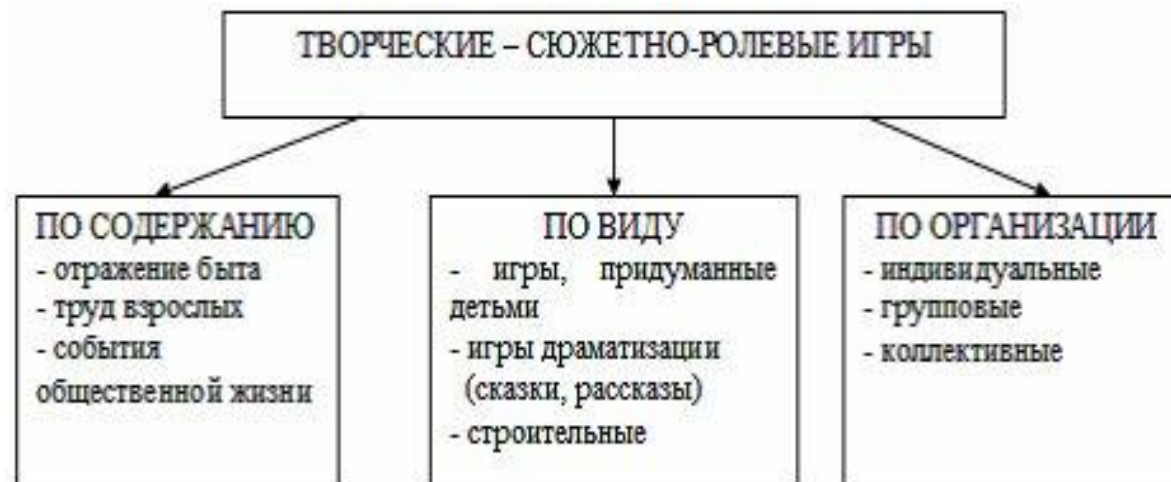 ТВОРЧЕСКИЕ – СЮЖЕТНО-РОЛЕВЫЕ ИГРЫ
ПО СОДЕРЖАНИЮ
- отражение быта
- труд взрослых
- события
общественной жизни
ПО ВИДУ
- игры, придуманные
детьми
- игры драматизации
(сказки, рассказы)
- строительные
ПО ОРГАНИЗАЦИИ
- индивидуальные
- групповые
- коллективные